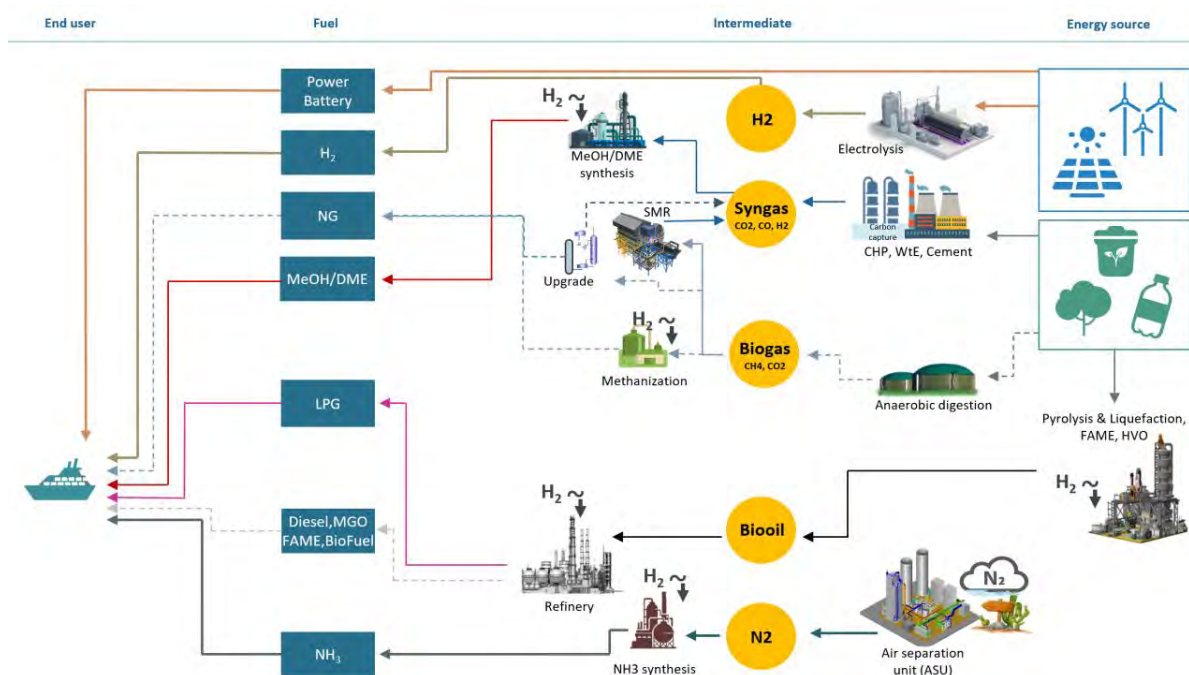 End user
Fuel
Intermediate
Energy source
Power
Battery
H₂ ~
H2
MeOH/DME
synthesis
Electrolysis
H₂
NG
SMR
Syngas
CO2, CO, H2
Carbon
capture
CHP, WtE, Cement
Upgrade
MeOH/DME
H₂ ~
Methanization
Biogas
CH4, CO2
Anaerobic digestion
LPG
Pyrolysis & Liquefaction,
FAME, HVO
H₂ ~
H₂ ~
Diesel,MGO
FAME,BioFuel
Biooil
Refinery
H₂ ~
N₂
NH₃
NH3 synthesis
N2
Air separation
unit (ASU)